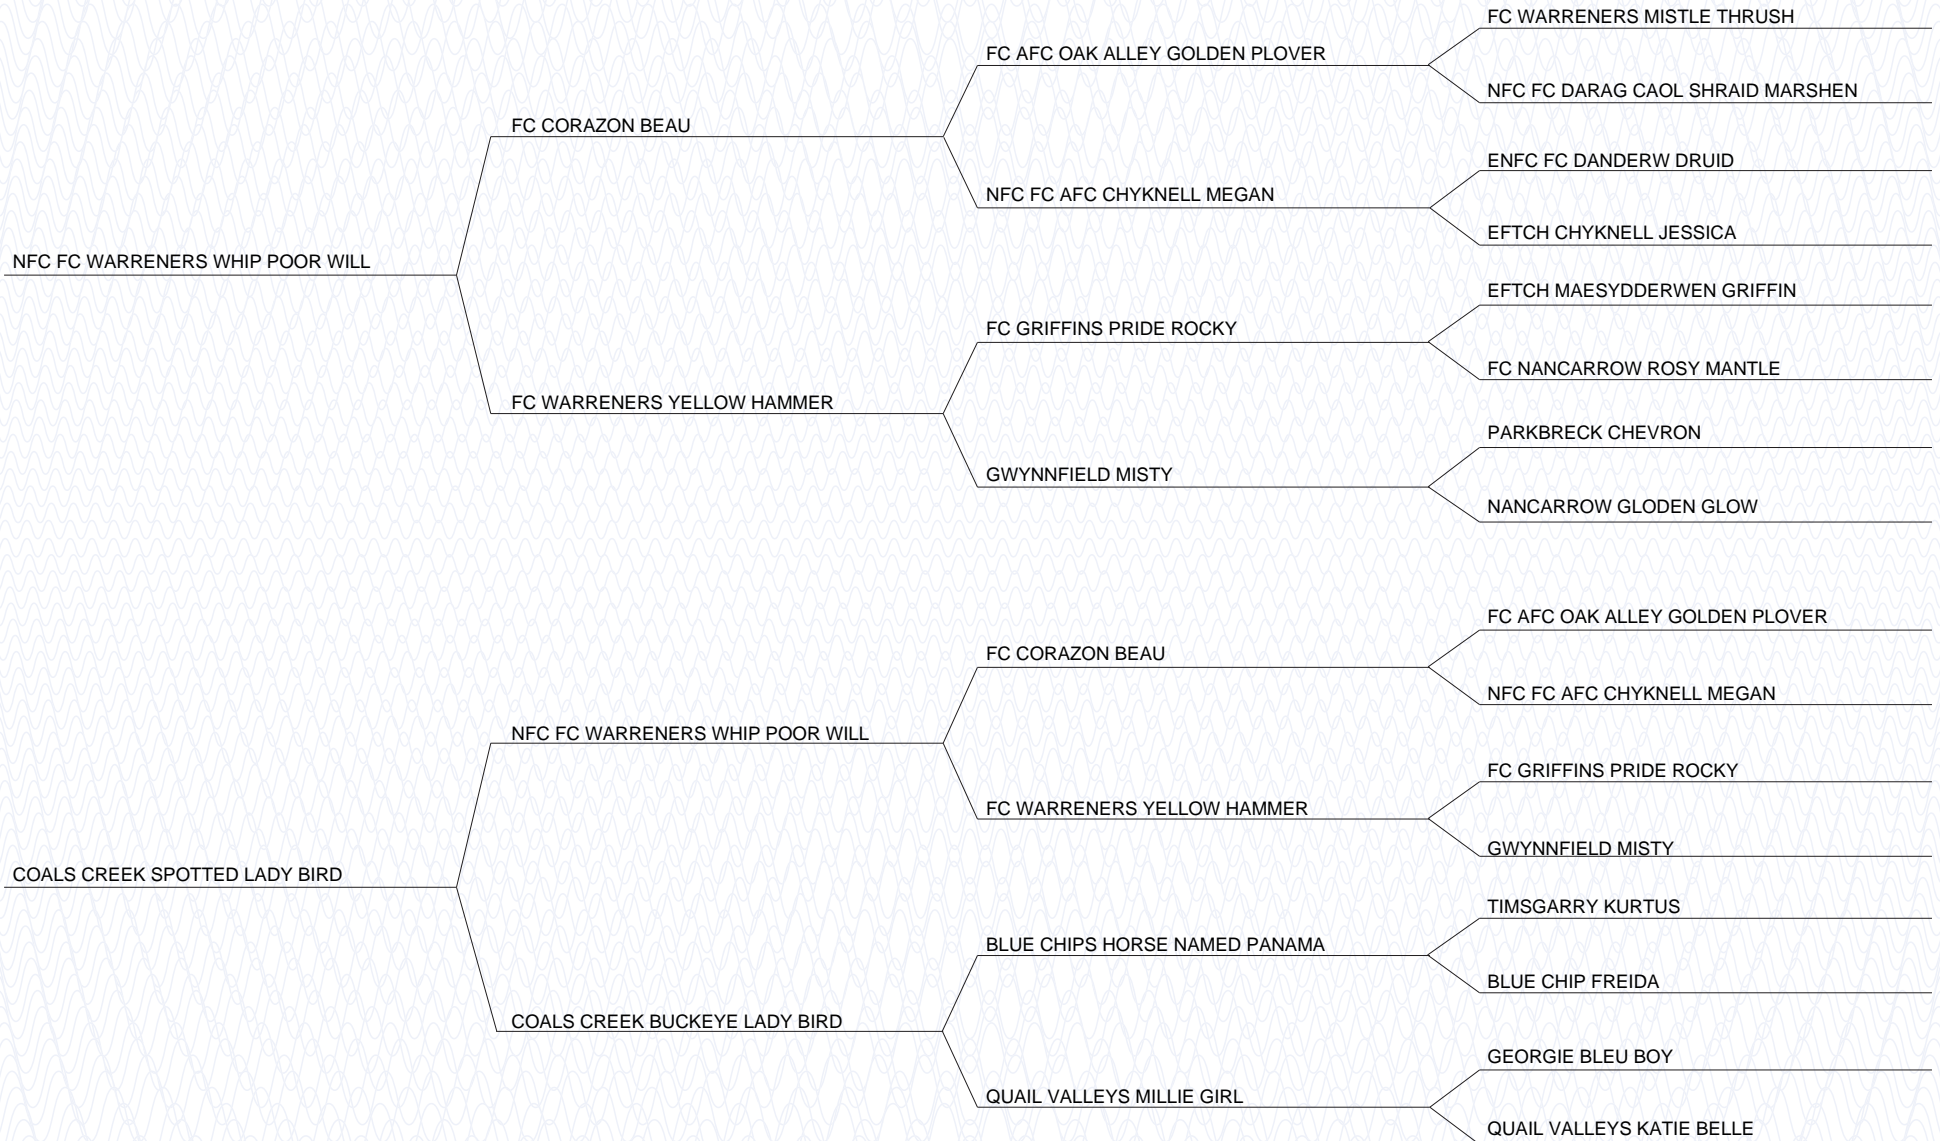 FC WARRENERS MISTLE THRUSH
FC AFC OAK ALLEY GOLDEN PLOVER
NFC FC DARAG CAOL SHRAID MARSHEN
FC CORAZON BEAU
ENFC FC DANDERW DRUID
NFC FC AFC CHYKNELL MEGAN
EFTCH CHYKNELL JESSICA
NFC FC WARRENERS WHIP POOR WILL
EFTCH MAESYDDERWEN GRIFFIN
FC GRIFFINS PRIDE ROCKY
FC NANCARROW ROSY MANTLE
FC WARRENERS YELLOW HAMMER
PARKBRECK CHEVRON
GWYNNFIELD MISTY
NANCARROW GLODEN GLOW
FC AFC OAK ALLEY GOLDEN PLOVER
FC CORAZON BEAU
NFC FC AFC CHYKNELL MEGAN
NFC FC WARRENERS WHIP POOR WILL
FC GRIFFINS PRIDE ROCKY
FC WARRENERS YELLOW HAMMER
GWYNNFIELD MISTY
COALS CREEK SPOTTED LADY BIRD
TIMSGARRY KURTUS
BLUE CHIPS HORSE NAMED PANAMA
BLUE CHIP FREIDA
COALS CREEK BUCKEYE LADY BIRD
GEORGIE BLEU BOY
QUAIL VALLEYS MILLIE GIRL
QUAIL VALLEYS KATIE BELLE